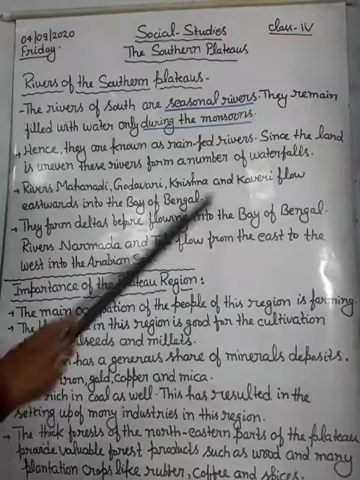 04/09/2020 Social-Studies Class-IV
Friday. The Southern Plateaus
Rivers of the Southern plateaus-
-The rivers of south are seasonal rivers. They remain
filled with water only during the monsoons.
→ Hence, they are known as rain-fed rivers. Since the land
is uneven these rivers form a number of waterfalls.
→ Rivers Mahanadi, Godavari, Krishna and Kaveri flow
eastwards into the Bay of Bengal.
→ They form deltas before flowing into the Bay of Bengal.
Rivers Narmada and flow from the east to the
west into the Arabian
Importance of the Plateau Region:
→ The main occupation of the people of this region is farming.
→ The in this region is good for the cultivation
seeds and millets.
has a generous share of minerals deposits.
iron, gold, copper and mica.
rich in coal as well. This has resulted in the
setting up of many industries in this region.
→ The thick forests of the north-eastern parts of the plateau
provide valuable forest products such as wood and many
plantation crops like rubber, coffee and spices.